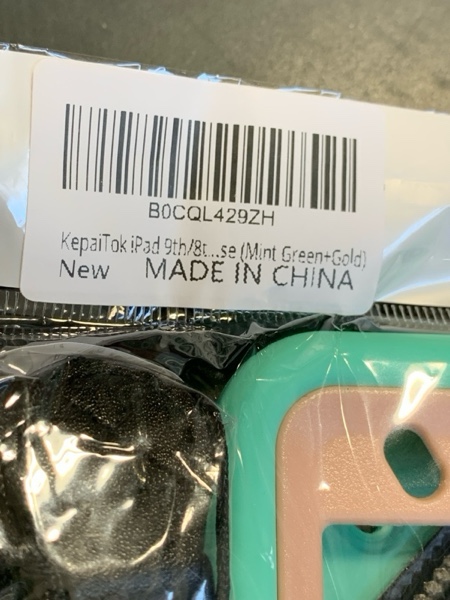 B0CQL429ZH
KepaiTok iPad 9th/8t...se (Mint Green+Gold)
New MADE IN CHINA